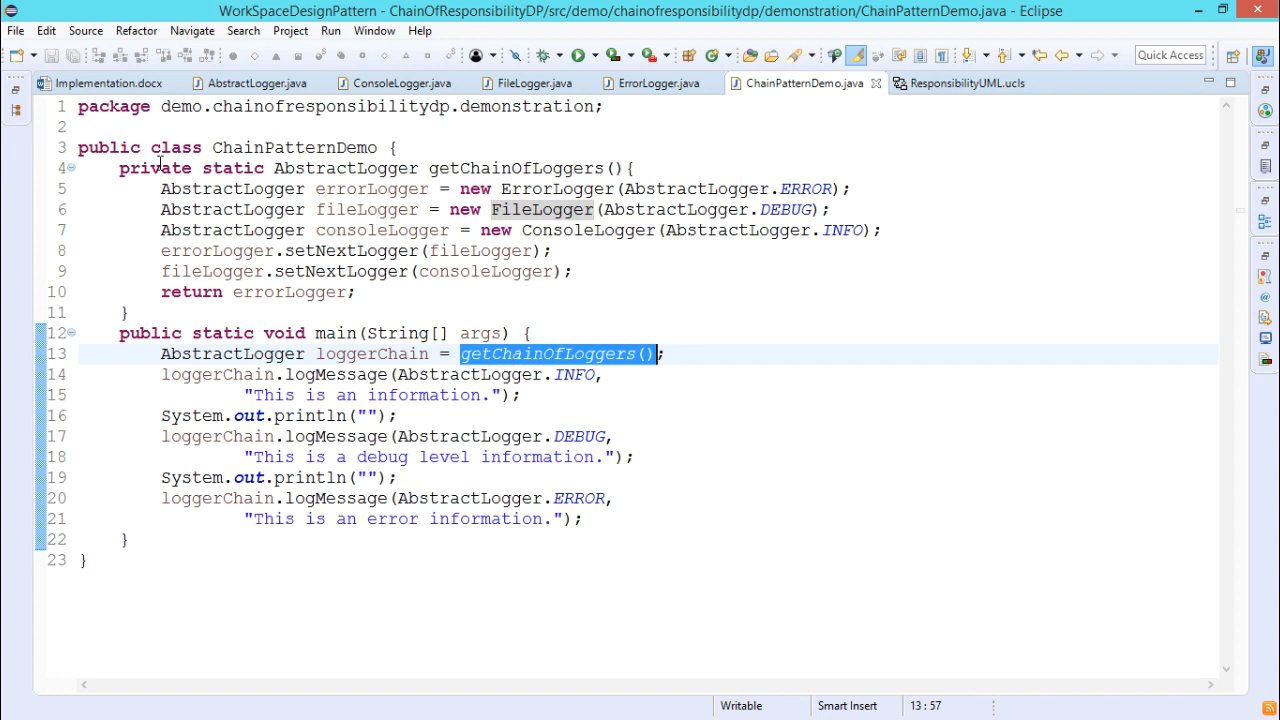 WorkSpaceDesignPattern - ChainOfResponsibilityDP/src/demo/chainofresponsibilitydp/demonstration/ChainPatternDemo.java - Eclipse
File Edit Source Refactor Navigate Search Project Run Window Help
Quick Access
Implementation.docx AbstractLogger.java ConsoleLogger.java FileLogger.java ErrorLogger.java ChainPatternDemo.java ResponsibilityUML.ucls
1 package demo.chainofresponsibilitydp.demonstration;
2
3 public class ChainPatternDemo {
4 private static AbstractLogger getChainOfLoggers(){
5 AbstractLogger errorLogger = new ErrorLogger(AbstractLogger.ERROR);
6 AbstractLogger fileLogger = new FileLogger(AbstractLogger.DEBUG);
7 AbstractLogger consoleLogger = new ConsoleLogger(AbstractLogger.INFO);
8 errorLogger.setNextLogger(fileLogger);
9 fileLogger.setNextLogger(consoleLogger);
10 return errorLogger;
11 }
12 public static void main(String[] args) {
13 AbstractLogger loggerChain = getChainOfLoggers();
14 loggerChain.logMessage(AbstractLogger.INFO,
15 "This is an information.");
16 System.out.println("");
17 loggerChain.logMessage(AbstractLogger.DEBUG,
18 "This is a debug level information.");
19 System.out.println("");
20 loggerChain.logMessage(AbstractLogger.ERROR,
21 "This is an error information.");
22 }
23 }
Writable Smart Insert 13 : 57